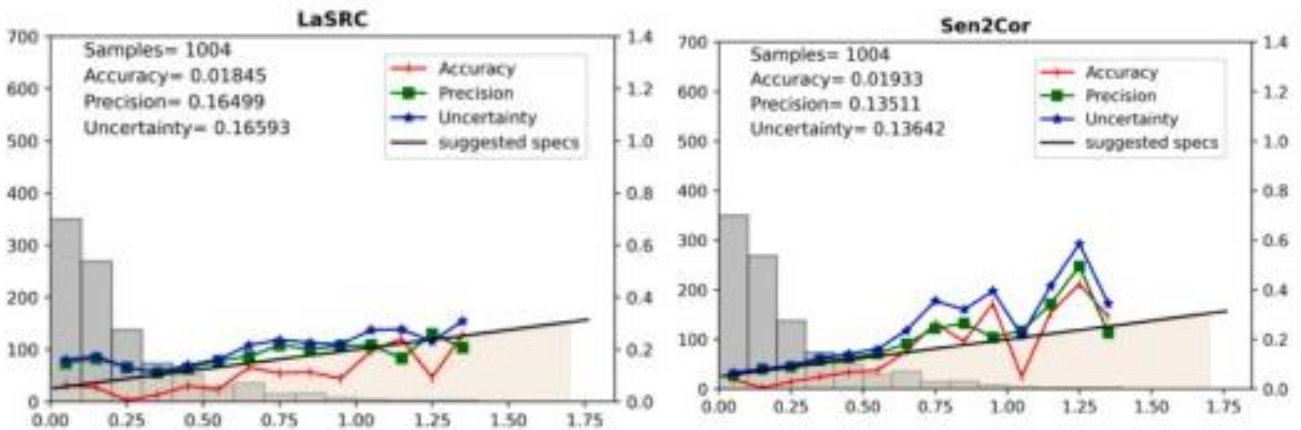 LaSRC
700
600
500
400
300
200
100
0
1.4
1.2
1.0
0.8
0.6
0.4
0.2
0.0
0.00 0.25 0.50 0.75 1.00 1.25 1.50 1.75
Samples= 1004
Accuracy= 0.01845
Precision= 0.16499
Uncertainty= 0.16593
Accuracy
Precision
Uncertainty
suggested specs
Sen2Cor
700
600
500
400
300
200
100
0
1.4
1.2
1.0
0.8
0.6
0.4
0.2
0.0
0.00 0.25 0.50 0.75 1.00 1.25 1.50 1.75
Samples= 1004
Accuracy= 0.01933
Precision= 0.13511
Uncertainty= 0.13642
Accuracy
Precision
Uncertainty
suggested specs